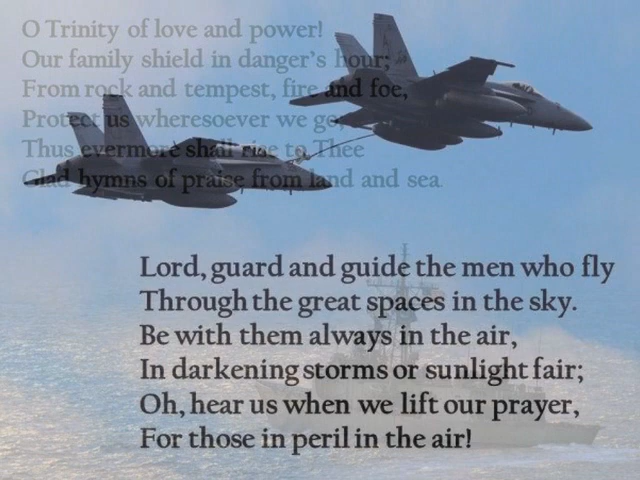 O Trinity of love and power!
Our family shield in danger's hour;
From rock and tempest, fire and foe,
Protect us wheresoever we go;
Thus evermore shall rise to Thee
Glad hymns of praise from land and sea
Lord, guard and guide the men who fly
Through the great spaces in the sky.
Be with them always in the air,
In darkening storms or sunlight fair;
Oh, hear us when we lift our prayer,
For those in peril in the air!